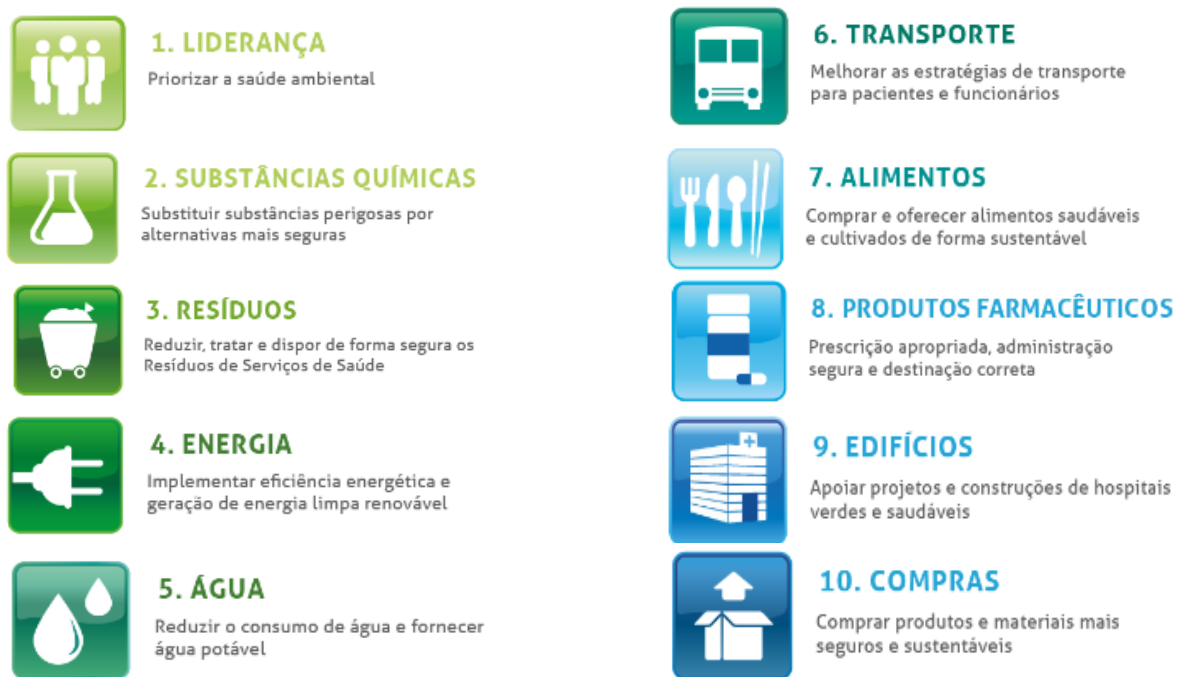 1. LIDERANÇA
Priorizar a saúde ambiental
2. SUBSTÂNCIAS QUÍMICAS
Substituir substâncias perigosas por
alternativas mais seguras
3. RESÍDUOS
Reduzir, tratar e dispor de forma segura os
Resíduos de Serviços de Saúde
4. ENERGIA
Implementar eficiência energética e
geração de energia limpa renovável
5. ÁGUA
Reduzir o consumo de água e fornecer
água potável
6. TRANSPORTE
Melhorar as estratégias de transporte
para pacientes e funcionários
7. ALIMENTOS
Comprar e oferecer alimentos saudáveis
e cultivados de forma sustentável
8. PRODUTOS FARMACÊUTICOS
Prescrição apropriada, administração
segura e destinação correta
9. EDIFÍCIOS
Apoiar projetos e construções de hospitais
verdes e saudáveis
10. COMPRAS
Comprar produtos e materiais mais
seguros e sustentáveis